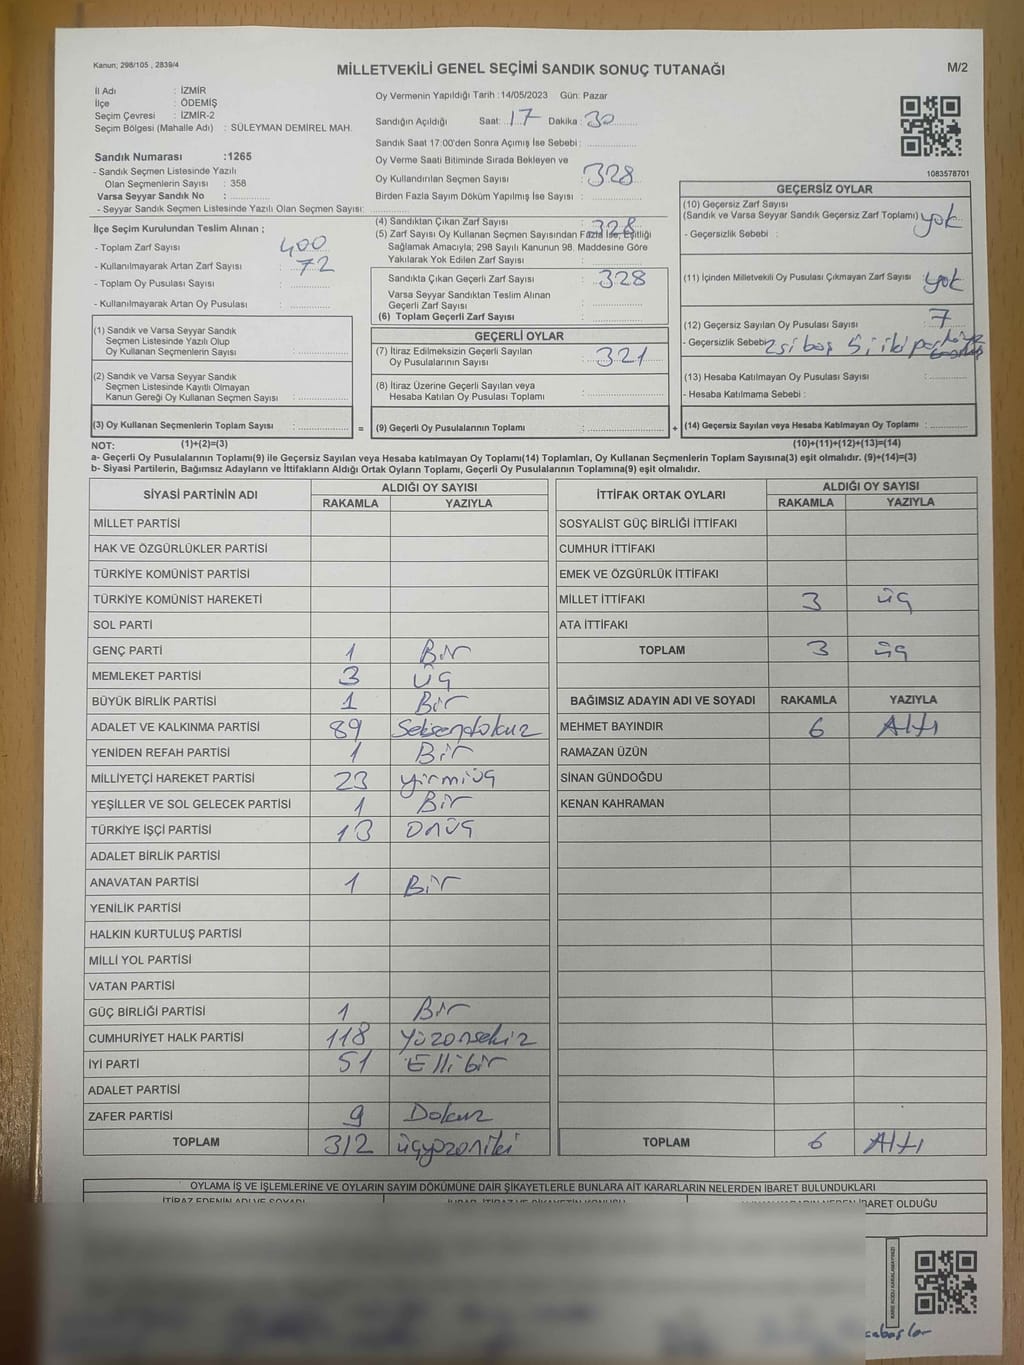 Kanun; 298/105 , 2839/4
MİLLETVEKİLİ GENEL SEÇİMİ SANDIK SONUÇ TUTANAĞI
M/2
İl Adı : İZMİR
İlçe : ÖDEMİŞ
Seçim Çevresi : İZMİR-2
Seçim Bölgesi (Mahalle Adı) : SÜLEYMAN DEMİREL MAH.
Sandık Numarası :1265
- Sandık Seçmen Listesinde Yazılı
Olan Seçmenlerin Sayısı : 358
Varsa Seyyar Sandık No :
- Seyyar Sandık Seçmen Listesinde Yazılı Olan Seçmen Sayısı:
İlçe Seçim Kurulundan Teslim Alınan ;
- Toplam Zarf Sayısı : 400
- Kullanılmayarak Artan Zarf Sayısı : 72
- Toplam Oy Pusulası Sayısı :
- Kullanılmayarak Artan Oy Pusulası :
Oy Vermenin Yapıldığı Tarih :14/05/2023 Gün: Pazar
Sandığın Açıldığı Saat: 17 Dakika : 30
Sandık Saat 17:00'den Sonra Açımış İse Sebebi :
Oy Verme Saati Bitiminde Sırada Bekleyen ve
Oy Kullandırılan Seçmen Sayısı : 328
Birden Fazla Sayım Döküm Yapılmış İse Sayısı :
(4) Sandıktan Çıkan Zarf Sayısı : 328
(5) Zarf Sayısı Oy Kullanan Seçmen Sayısından Fazla İse, Eşitliği
Sağlamak Amacıyla; 298 Sayılı Kanunun 98. Maddesine Göre
Yakılarak Yok Edilen Zarf Sayısı :
Sandıkta Çıkan Geçerli Zarf Sayısı : 328
Varsa Seyyar Sandıktan Teslim Alınan
Geçerli Zarf Sayısı :
(6) Toplam Geçerli Zarf Sayısı :
1083578701
GEÇERSİZ OYLAR
(10) Geçersiz Zarf Sayısı
(Sandık ve Varsa Seyyar Sandık Geçersiz Zarf Toplamı) : yok
- Geçersizlik Sebebi :
(11) İçinden Milletvekili Oy Pusulası Çıkmayan Zarf Sayısı : yok
(12) Geçersiz Sayılan Oy Pusulası Sayısı : 7
- Geçersizlik Sebebi: 2si boş 5i iki
(13) Hesaba Katılmayan Oy Pusulası Sayısı :
- Hesaba Katılmama Sebebi :
(14) Geçersiz Sayılan veya Hesaba Katılmayan Oy Toplamı :
(1) Sandık ve Varsa Seyyar Sandık
Seçmen Listesinde Yazılı Olup
Oy Kullanan Seçmenlerin Sayısı :
(2) Sandık ve Varsa Seyyar Sandık
Seçmen Listesinde Kayıtlı Olmayan
Kanun Gereği Oy Kullanan Seçmen Sayısı :
(3) Oy Kullanan Seçmenlerin Toplam Sayısı :
=
GEÇERLİ OYLAR
(7) İtiraz Edilmeksizin Geçerli Sayılan
Oy Pusulalarının Sayısı : 321
(8) İtiraz Üzerine Geçerli Sayılan veya
Hesaba Katılan Oy Pusulası Toplamı :
(9) Geçerli Oy Pusulalarının Toplamı :
+
NOT: (1)+(2)=(3)
(10)+(11)+(12)+(13)=(14)
a- Geçerli Oy Pusulalarının Toplamı(9) ile Geçersiz Sayılan veya Hesaba katılmayan Oy Toplamı(14) Toplamları, Oy Kullanan Seçmenlerin Toplam Sayısına(3) eşit olmalıdır. (9)+(14)=(3)
b- Siyasi Partilerin, Bağımsız Adayların ve İttifakların Aldığı Ortak Oyların Toplamı, Geçerli Oy Pusulalarının Toplamına(9) eşit olmalıdır.
SİYASİ PARTİNİN ADI
ALDIĞI OY SAYISI
RAKAMLA YAZIYLA
MİLLET PARTİSİ
HAK VE ÖZGÜRLÜKLER PARTİSİ
TÜRKİYE KOMÜNİST PARTİSİ
TÜRKİYE KOMÜNİST HAREKETİ
SOL PARTİ
GENÇ PARTİ 1 Bir
MEMLEKET PARTİSİ 3 üç
BÜYÜK BİRLİK PARTİSİ 1 Bir
ADALET VE KALKINMA PARTİSİ 89 Seksendokuz
YENİDEN REFAH PARTİSİ 1 Bir
MİLLİYETÇİ HAREKET PARTİSİ 23 yirmiüç
YEŞİLLER VE SOL GELECEK PARTİSİ 1 Bir
TÜRKİYE İŞÇİ PARTİSİ 13 onüç
ADALET BİRLİK PARTİSİ
ANAVATAN PARTİSİ 1 Bir
YENİLİK PARTİSİ
HALKIN KURTULUŞ PARTİSİ
MİLLİ YOL PARTİSİ
VATAN PARTİSİ
GÜÇ BİRLİĞİ PARTİSİ 1 Bir
CUMHURİYET HALK PARTİSİ 118 yüzonsekiz
İYİ PARTİ 51 Ellibir
ADALET PARTİSİ
ZAFER PARTİSİ 9 Dokuz
TOPLAM 312 üçyüzoniki
İTTİFAK ORTAK OYLARI
ALDIĞI OY SAYISI
RAKAMLA YAZIYLA
SOSYALİST GÜÇ BİRLİĞİ İTTİFAKI
CUMHUR İTTİFAKI
EMEK VE ÖZGÜRLÜK İTTİFAKI
MİLLET İTTİFAKI 3 üç
ATA İTTİFAKI
TOPLAM 3 üç
BAĞIMSIZ ADAYIN ADI VE SOYADI RAKAMLA YAZIYLA
MEHMET BAYINDIR 6 Altı
RAMAZAN ÜZÜN
SİNAN GÜNDOĞDU
KENAN KAHRAMAN
TOPLAM 6 Altı
OYLAMA İŞ VE İŞLEMLERİNE VE OYLARIN SAYIM DÖKÜMÜNE DAİR ŞİKAYETLERLE BUNLARA AİT KARARLARIN NELERDEN İBARET BULUNDUKLARI
İTİRAZ EDENİN ADI VE SOYADI
İBARET OLDUĞU
KARE KODU KARALAMAYINIZ!